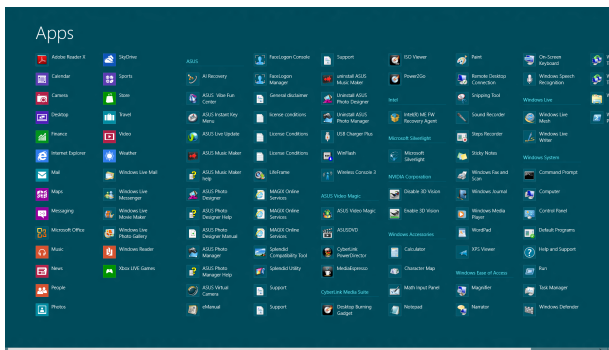 Apps
Adobe Reader X
Calendar
Camera
Desktop
Finance
Internet Explorer
Mail
Maps
Messaging
Microsoft Office
Music
News
People
Photos
SkyDrive
Sports
Store
Travel
Video
Weather
Windows Live Mail
Windows Live
Messenger
Windows Live
Movie Maker
Windows Live
Photo Gallery
Windows Reader
Xbox LIVE Games
ASUS
AI Recovery
ASUS Vibe Fun
Center
ASUS Instant Key
Menu
ASUS Live Update
ASUS Music Maker
ASUS Music Maker
help
ASUS Photo
Designer
ASUS Photo
Designer Help
ASUS Photo
Designer Manual
ASUS Photo
Manager
ASUS Photo
Manager Help
ASUS Virtual
Camera
eManual
FaceLogon Console
FaceLogon
Manager
General disclaimer
license conditions
License Conditions
License Conditions
LifeFrame
MAGIX Online
Services
MAGIX Online
Services
MAGIX Online
Services
Splendid
Compatibility Tool
Splendid Utility
Support
Support
Support
uninstall ASUS
Music Maker
Uninstall ASUS
Photo Designer
Uninstall ASUS
Photo Manager
USB Charger Plus
WinFlash
Wireless Console 3
ASUS Video Magic
ASUS Video Magic
ASUSDVD
CyberLink
PowerDirector
MediaEspresso
CyberLink Media Suite
Desktop Burning
Gadget
ISO Viewer
Power2Go
Intel
Intel(R) ME FW
Recovery Agent
Microsoft Silverlight
Microsoft
Silverlight
NVIDIA Corporation
Disable 3D Vision
Enable 3D Vision
Windows Accessories
Calculator
Character Map
Math Input Panel
Notepad
Paint
Remote Desktop
Connection
Snipping Tool
Sound Recorder
Steps Recorder
Sticky Notes
Windows Fax and
Scan
Windows Journal
Windows Media
Player
WordPad
XPS Viewer
Windows Ease of Access
Magnifier
Narrator
On-Screen
Keyboard
Windows Speech
Recognition
Windows Live
Windows Live
Mesh
Windows Live
Writer
Windows System
Command Prompt
Computer
Control Panel
Default Programs
Help and Support
Run
Task Manager
Windows Defender